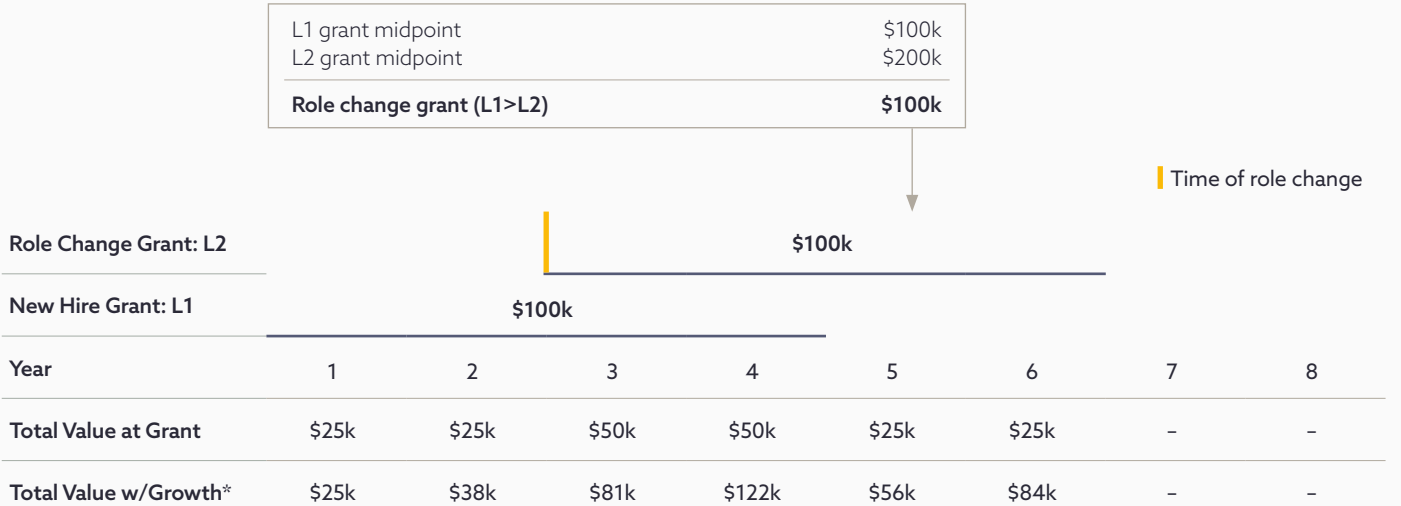 L1 grant midpoint $100k
L2 grant midpoint $200k
Role change grant (L1>L2) $100k
Time of role change
Role Change Grant: L2 $100k
New Hire Grant: L1 $100k
Year 1 2 3 4 5 6 7 8
Total Value at Grant $25k $25k $50k $50k $25k $25k – –
Total Value w/Growth* $25k $38k $81k $122k $56k $84k – –